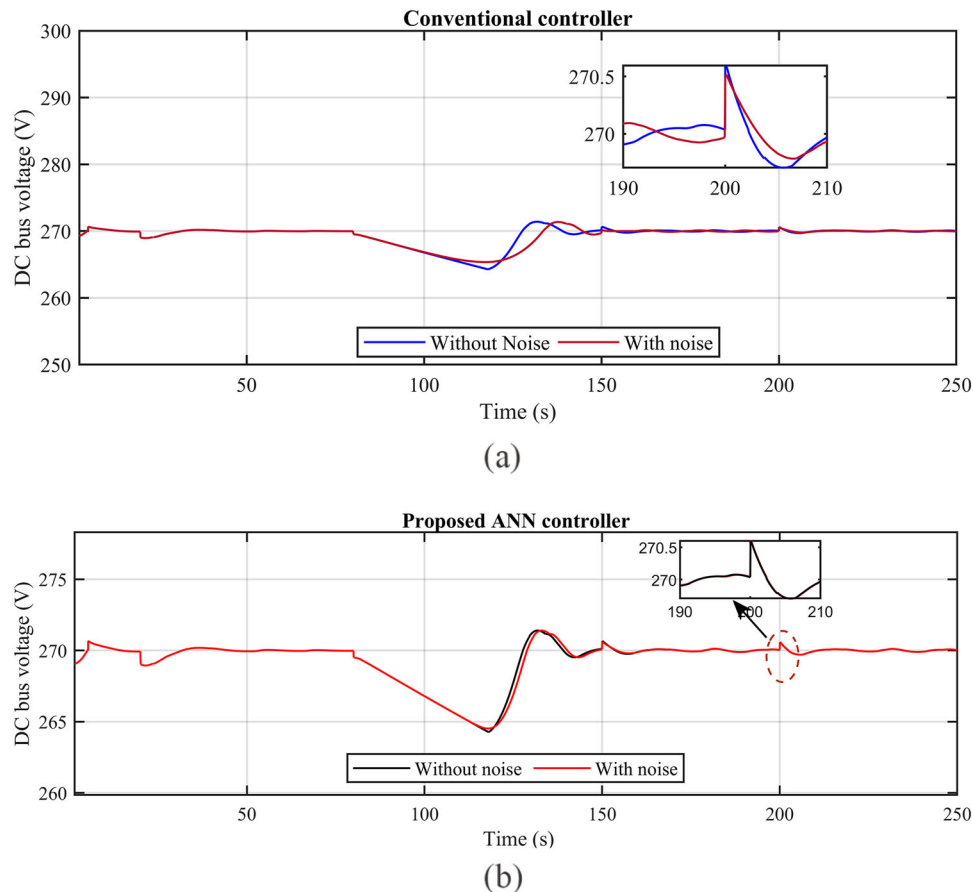 Conventional controller
300
290
280
270
260
250
DC bus voltage (V)
270.5
270
190
200
210
Without Noise
With noise
50
100
150
200
250
Time (s)
(a)
Proposed ANN controller
275
270
265
260
DC bus voltage (V)
270.5
270
190
200
210
Without noise
With noise
50
100
150
200
250
Time (s)
(b)